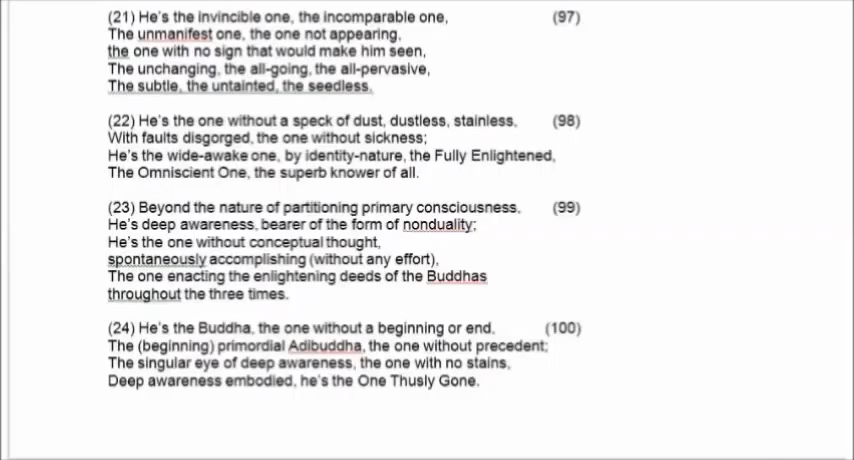 (21) He's the invincible one, the incomparable one, (97)
The unmanifest one, the one not appearing,
the one with no sign that would make him seen,
The unchanging, the all-going, the all-pervasive,
The subtle, the untainted, the seedless.
(22) He's the one without a speck of dust, dustless, stainless, (98)
With faults disgorged, the one without sickness;
He's the wide-awake one, by identity-nature, the Fully Enlightened,
The Omniscient One, the superb knower of all.
(23) Beyond the nature of partitioning primary consciousness, (99)
He's deep awareness, bearer of the form of nonduality;
He's the one without conceptual thought,
spontaneously accomplishing (without any effort),
The one enacting the enlightening deeds of the Buddhas
throughout the three times.
(24) He's the Buddha, the one without a beginning or end, (100)
The (beginning) primordial Adibuddha, the one without precedent;
The singular eye of deep awareness, the one with no stains,
Deep awareness embodied, he's the One Thusly Gone.